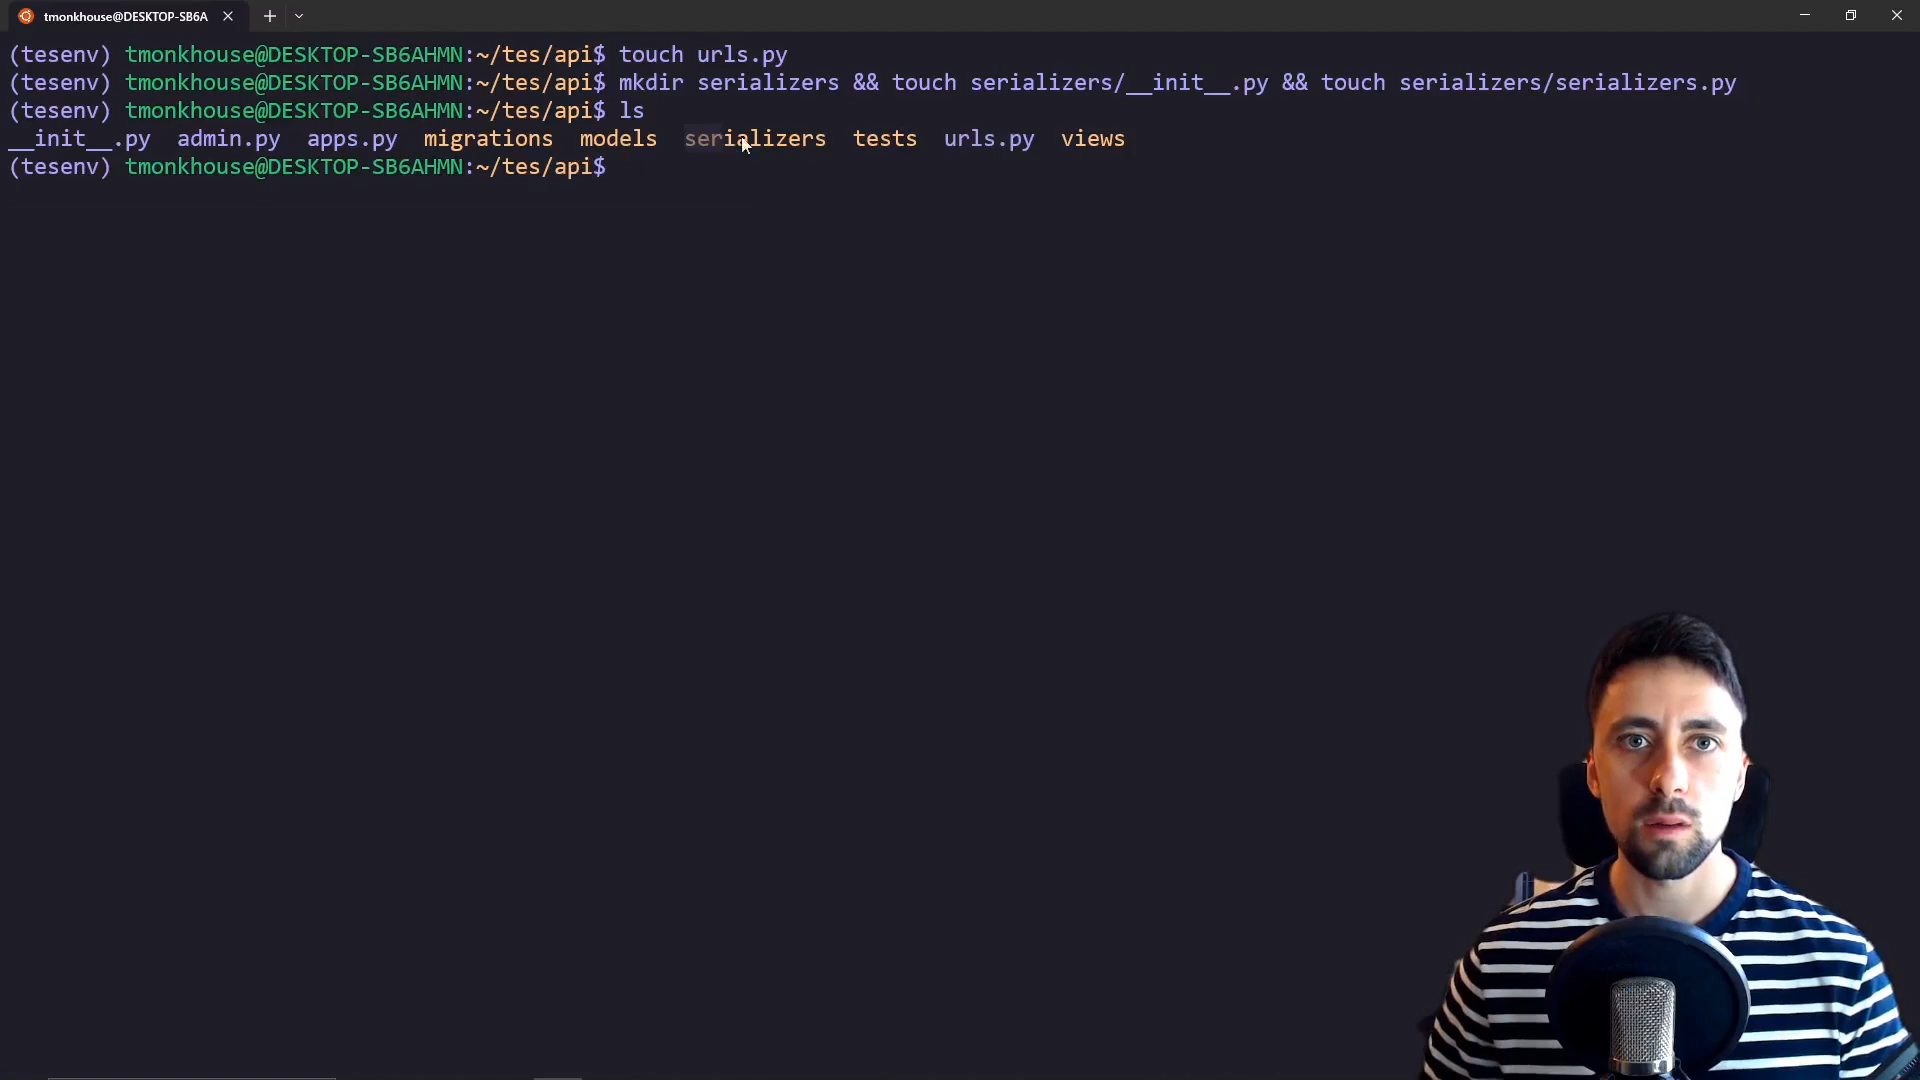 tmonkhouse@DESKTOP-SB6A
(tesenv) tmonkhouse@DESKTOP-SB6AHMN:~/tes/api$ touch urls.py
(tesenv) tmonkhouse@DESKTOP-SB6AHMN:~/tes/api$ mkdir serializers && touch serializers/__init__.py && touch serializers/serializers.py
(tesenv) tmonkhouse@DESKTOP-SB6AHMN:~/tes/api$ ls
__init__.py admin.py apps.py migrations models serializers tests urls.py views
(tesenv) tmonkhouse@DESKTOP-SB6AHMN:~/tes/api$